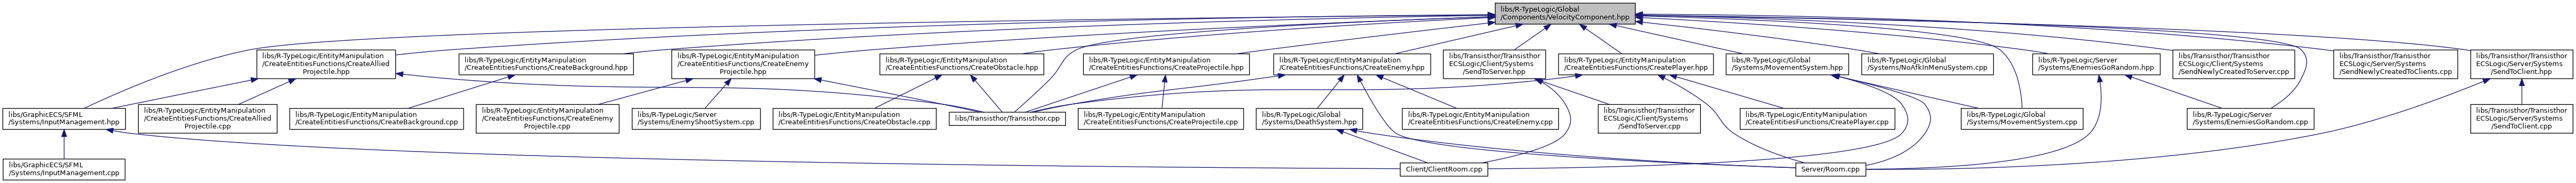 libs/R-TypeLogic/Global
/Components/VelocityComponent.hpp
libs/R-TypeLogic/EntityManipulation
/CreateEntitiesFunctions/CreateAllied
Projectile.hpp
libs/R-TypeLogic/EntityManipulation
/CreateEntitiesFunctions/CreateBackground.hpp
libs/R-TypeLogic/EntityManipulation
/CreateEntitiesFunctions/CreateEnemy
Projectile.hpp
libs/R-TypeLogic/EntityManipulation
/CreateEntitiesFunctions/CreateObstacle.hpp
libs/R-TypeLogic/EntityManipulation
/CreateEntitiesFunctions/CreateProjectile.hpp
libs/R-TypeLogic/EntityManipulation
/CreateEntitiesFunctions/CreateEnemy.hpp
libs/Transisthor/Transisthor
ECSLogic/Client/Systems
/SendToServer.hpp
libs/R-TypeLogic/EntityManipulation
/CreateEntitiesFunctions/CreatePlayer.hpp
libs/R-TypeLogic/Global
/Systems/MovementSystem.hpp
libs/R-TypeLogic/Global
/Systems/NoAfkInMenuSystem.cpp
libs/R-TypeLogic/Server
/Systems/EnemiesGoRandom.hpp
libs/Transisthor/Transisthor
ECSLogic/Client/Systems
/SendNewlyCreatedToServer.cpp
libs/Transisthor/Transisthor
ECSLogic/Server/Systems
/SendNewlyCreatedToClients.cpp
libs/Transisthor/Transisthor
ECSLogic/Server/Systems
/SendToClient.hpp
libs/GraphicECS/SFML
/Systems/InputManagement.hpp
libs/R-TypeLogic/EntityManipulation
/CreateEntitiesFunctions/CreateAllied
Projectile.cpp
libs/R-TypeLogic/EntityManipulation
/CreateEntitiesFunctions/CreateBackground.cpp
libs/R-TypeLogic/EntityManipulation
/CreateEntitiesFunctions/CreateEnemy
Projectile.cpp
libs/R-TypeLogic/Server
/Systems/EnemyShootSystem.cpp
libs/R-TypeLogic/EntityManipulation
/CreateEntitiesFunctions/CreateObstacle.cpp
libs/Transisthor/Transisthor.cpp
libs/R-TypeLogic/EntityManipulation
/CreateEntitiesFunctions/CreateProjectile.cpp
libs/R-TypeLogic/Global
/Systems/DeathSystem.hpp
libs/R-TypeLogic/EntityManipulation
/CreateEntitiesFunctions/CreateEnemy.cpp
libs/Transisthor/Transisthor
ECSLogic/Client/Systems
/SendToServer.cpp
libs/R-TypeLogic/EntityManipulation
/CreateEntitiesFunctions/CreatePlayer.cpp
libs/R-TypeLogic/Global
/Systems/MovementSystem.cpp
libs/R-TypeLogic/Server
/Systems/EnemiesGoRandom.cpp
libs/Transisthor/Transisthor
ECSLogic/Server/Systems
/SendToClient.cpp
libs/GraphicECS/SFML
/Systems/InputManagement.cpp
Client/ClientRoom.cpp
Server/Room.cpp